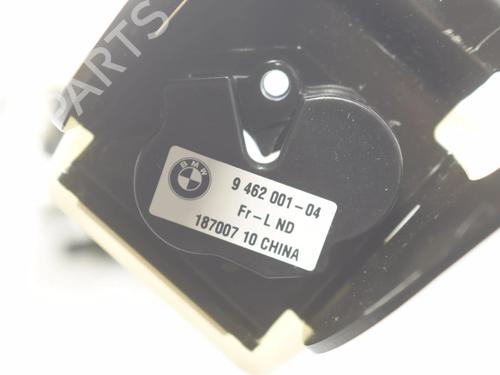 B-PARTS
BMW
9 462 001-04
Fr-L ND
187007 10 CHINA